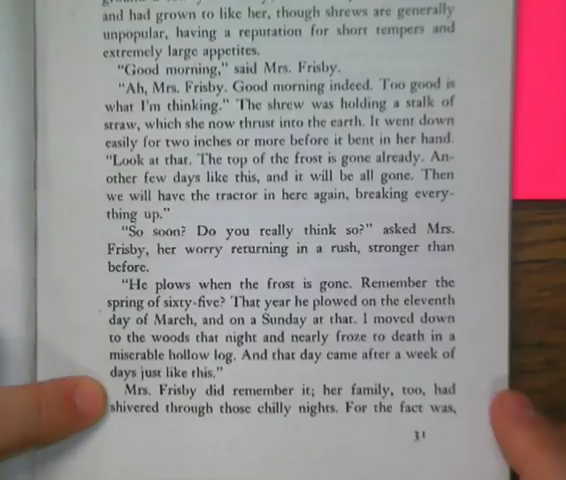 and had grown to like her, though shrews are generally
unpopular, having a reputation for short tempers and
extremely large appetites.
"Good morning," said Mrs. Frisby.
"Ah, Mrs. Frisby. Good morning indeed. Too good is
what I'm thinking." The shrew was holding a stalk of
straw, which she now thrust into the earth. It went down
easily for two inches or more before it bent in her hand.
"Look at that. The top of the frost is gone already. An-
other few days like this, and it will be all gone. Then
we will have the tractor in here again, breaking every-
thing up."
"So soon? Do you really think so?" asked Mrs.
Frisby, her worry returning in a rush, stronger than
before.
"He plows when the frost is gone. Remember the
spring of sixty-five? That year he plowed on the eleventh
day of March, and on a Sunday at that. I moved down
to the woods that night and nearly froze to death in a
miserable hollow log. And that day came after a week of
days just like this."
Mrs. Frisby did remember it; her family, too, had
shivered through those chilly nights. For the fact was,
31